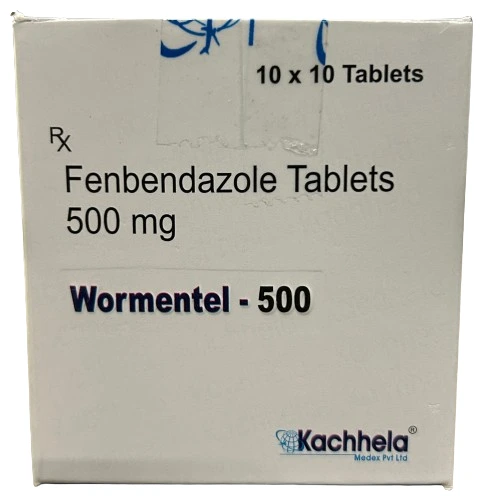 10 x 10 Tablets
Rx
Fenbendazole Tablets
500 mg
Wormentel - 500
Kachhela®
Medex Pvt Ltd